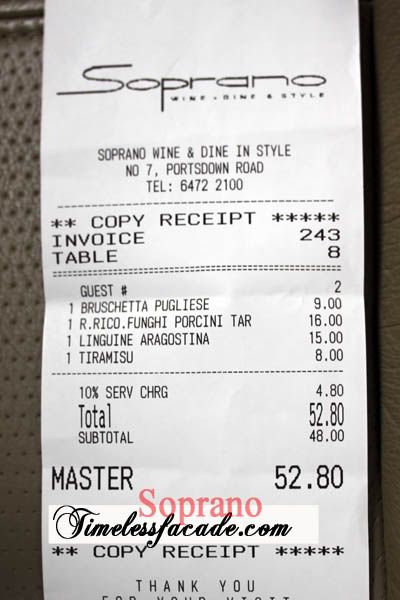 Soprano
WINE • DINE & STYLE
SOPRANO WINE & DINE IN STYLE
NO 7, PORTSDOWN ROAD
TEL: 6472 2100
** COPY RECEIPT *****
INVOICE 243
TABLE 8
GUEST # 2
1 BRUSCHETTA PUGLIESE 9.00
1 R.RICO.FUNGHI PORCINI TAR 16.00
1 LINGUINE ARAGOSTINA 15.00
1 TIRAMISU 8.00
10% SERV CHRG 4.80
Total 52.80
SUBTOTAL 48.00
MASTER 52.80
Soprano
Timelessfacade.com
** COPY RECEIPT *****
THANK YOU
FOR YOUR VISIT